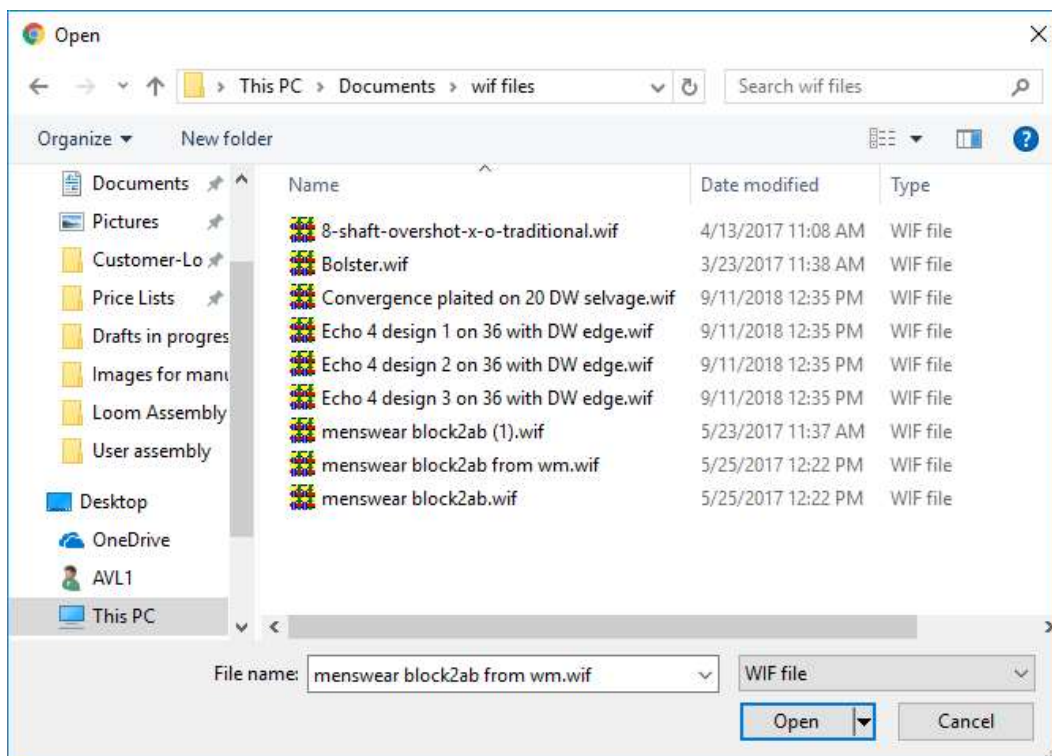 Open
This PC > Documents > wif files
Search wif files
Organize
New folder
Documents
Pictures
Customer-Lo
Price Lists
Drafts in progres
Images for manu
Loom Assembly
User assembly
Desktop
OneDrive
AVL1
This PC
Name Date modified Type
8-shaft-overshot-x-o-traditional.wif 4/13/2017 11:08 AM WIF file
Bolster.wif 3/23/2017 11:38 AM WIF file
Convergence plaited on 20 DW selvage.wif 9/11/2018 12:35 PM WIF file
Echo 4 design 1 on 36 with DW edge.wif 9/11/2018 12:35 PM WIF file
Echo 4 design 2 on 36 with DW edge.wif 9/11/2018 12:35 PM WIF file
Echo 4 design 3 on 36 with DW edge.wif 9/11/2018 12:35 PM WIF file
menswear block2ab (1).wif 5/23/2017 11:37 AM WIF file
menswear block2ab from wm.wif 5/25/2017 12:22 PM WIF file
menswear block2ab.wif 5/25/2017 12:22 PM WIF file
File name: menswear block2ab from wm.wif WIF file
Open Cancel